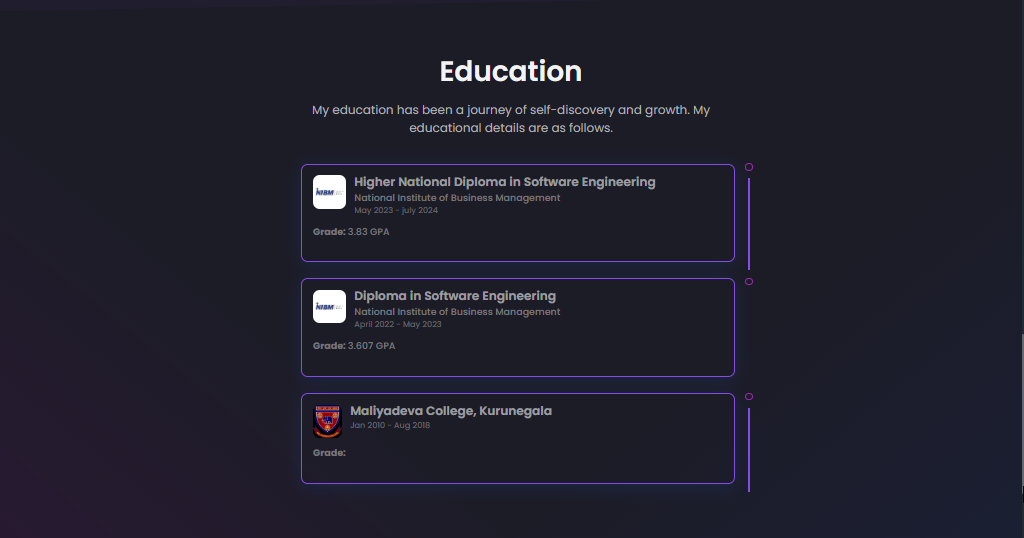 Education
My education has been a journey of self-discovery and growth. My
educational details are as follows.
NIBM
Higher National Diploma in Software Engineering
National Institute of Business Management
May 2023 - july 2024
Grade: 3.83 GPA
NIBM
Diploma in Software Engineering
National Institute of Business Management
April 2022 - May 2023
Grade: 3.607 GPA
Maliyadeva College, Kurunegala
Jan 2010 - Aug 2018
Grade: